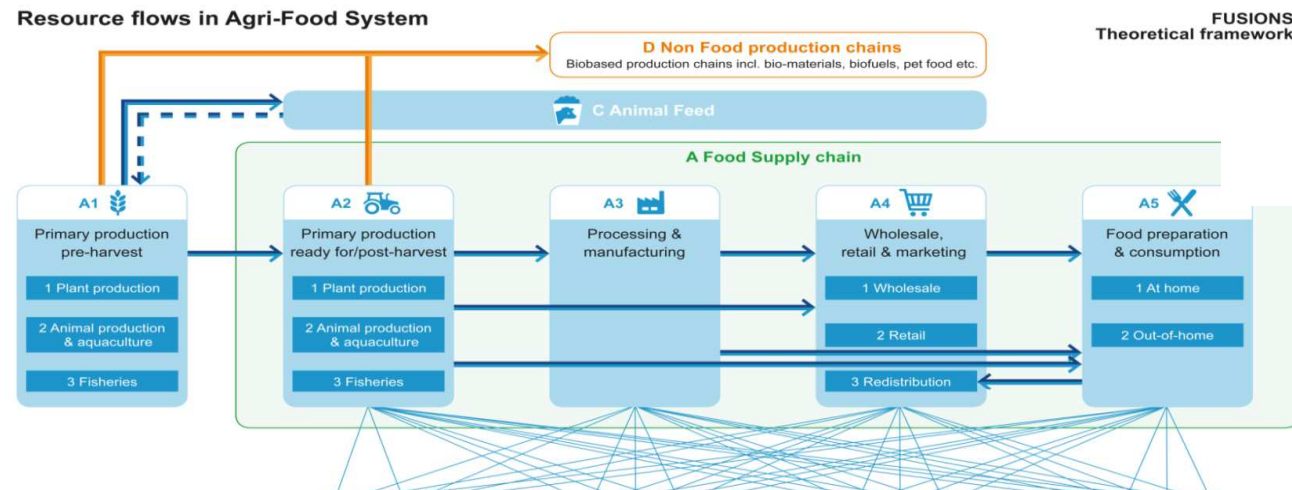 Resource flows in Agri-Food System
FUSIONS
Theoretical framework
D Non Food production chains
Biobased production chains incl. bio-materials, biofuels, pet food etc.
C Animal Feed
A Food Supply chain
A1
Primary production
pre-harvest
1 Plant production
2 Animal production
& aquaculture
3 Fisheries
A2
Primary production
ready for/post-harvest
1 Plant production
2 Animal production
& aquaculture
3 Fisheries
A3
Processing &
manufacturing
A4
Wholesale,
retail & marketing
1 Wholesale
2 Retail
3 Redistribution
A5
Food preparation
& consumption
1 At home
2 Out-of-home